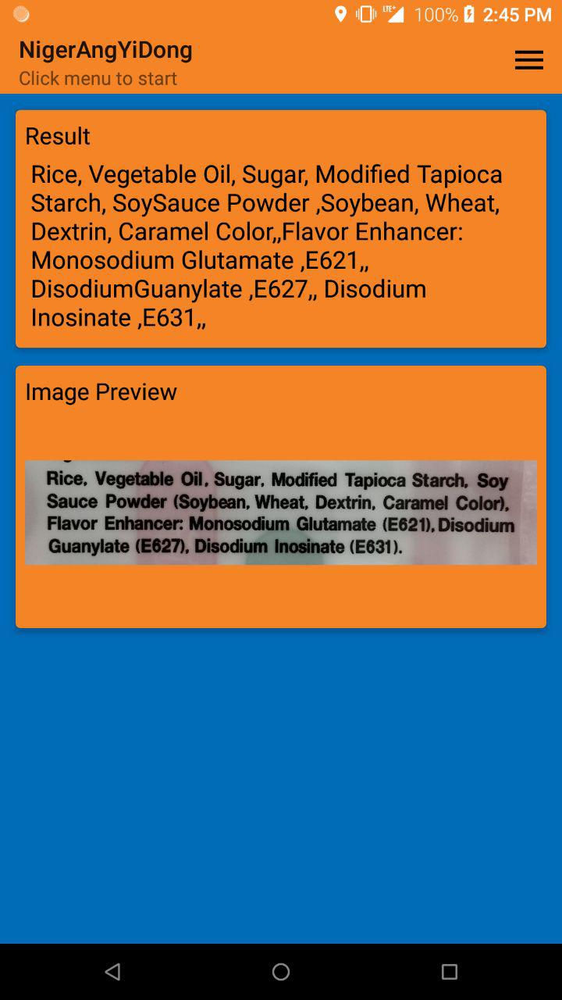 LTE+ 100% 2:45 PM
NigerAngYiDong
Click menu to start
Result
Rice, Vegetable Oil, Sugar, Modified Tapioca
Starch, SoySauce Powder ,Soybean, Wheat,
Dextrin, Caramel Color,,Flavor Enhancer:
Monosodium Glutamate ,E621,,
DisodiumGuanylate ,E627,, Disodium
Inosinate ,E631,,
Image Preview
Rice, Vegetable Oil, Sugar, Modified Tapioca Starch, Soy
Sauce Powder (Soybean, Wheat, Dextrin, Caramel Color),
Flavor Enhancer: Monosodium Glutamate (E621), Disodium
Guanylate (E627), Disodium Inosinate (E631).